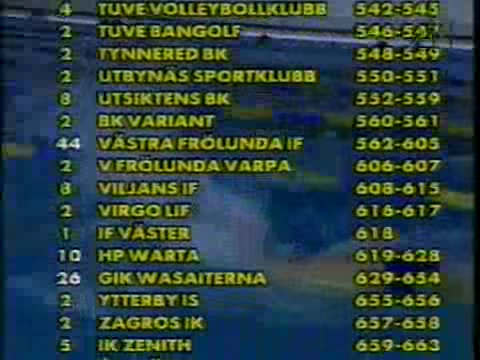 4 TUVE VOLLEYBOLLKLUBB 542-545
2 TUVE BANGOLF 546-547
2 TYNNERED BK 548-549
2 UTBYNÄS SPORTKLUBB 550-551
8 UTSIKTENS BK 552-559
2 BK VARIANT 560-561
44 VÄSTRA FRÖLUNDA IF 562-605
2 V FRÖLUNDA VARPA 606-607
8 VILJANS IF 608-615
2 VIRGO LIF 616-617
1 IF VÄSTER 618
10 HP WARTA 619-628
26 GIK WASAITERNA 629-654
2 YTTERBY IS 655-656
2 ZAGROS IK 657-658
5 IK ZENITH 659-663